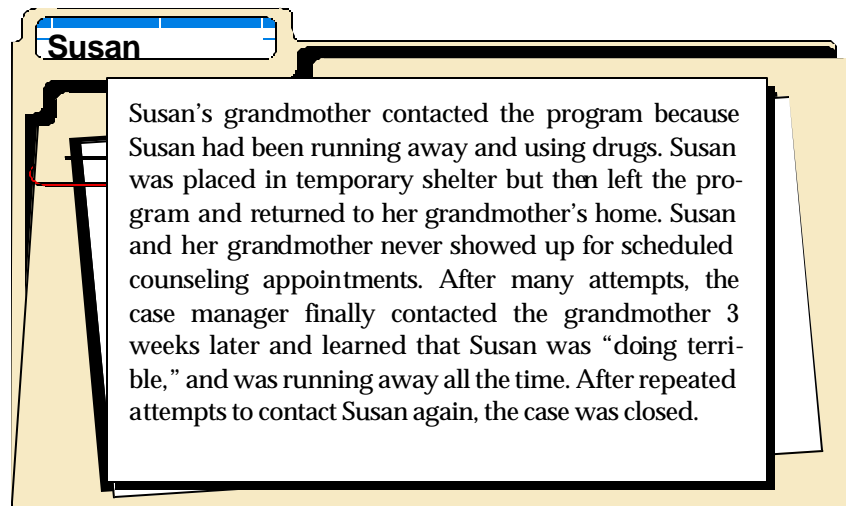 Susan
Susan's grandmother contacted the program because
Susan had been running away and using drugs. Susan
was placed in temporary shelter but then left the pro-
gram and returned to her grandmother's home. Susan
and her grandmother never showed up for scheduled
counseling appointments. After many attempts, the
case manager finally contacted the grandmother 3
weeks later and learned that Susan was “doing terri-
ble,” and was running away all the time. After repeated
attempts to contact Susan again, the case was closed.